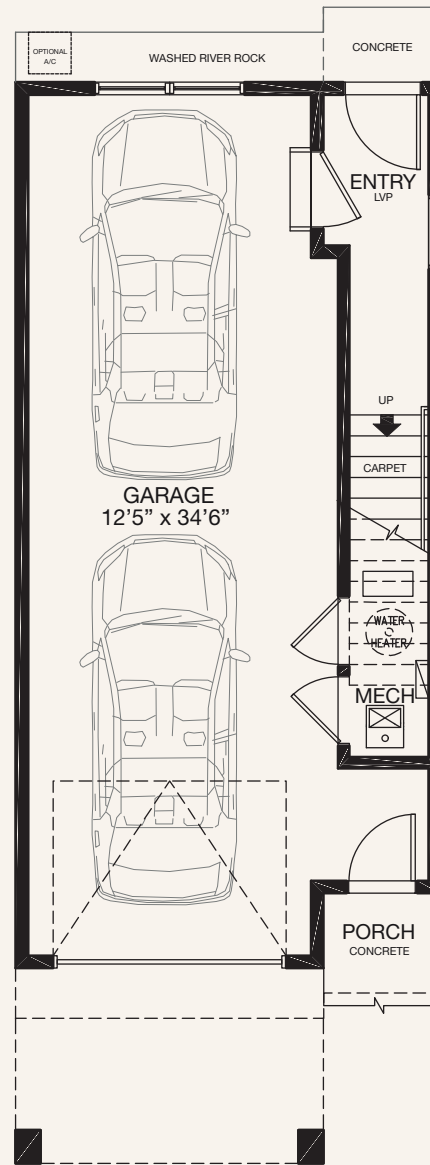 OPTIONAL
A/C
WASHED RIVER ROCK
CONCRETE
ENTRY
LVP
UP
CARPET
GARAGE
12'5” x 34'6”
WATER
HEATER
MECH
PORCH
CONCRETE